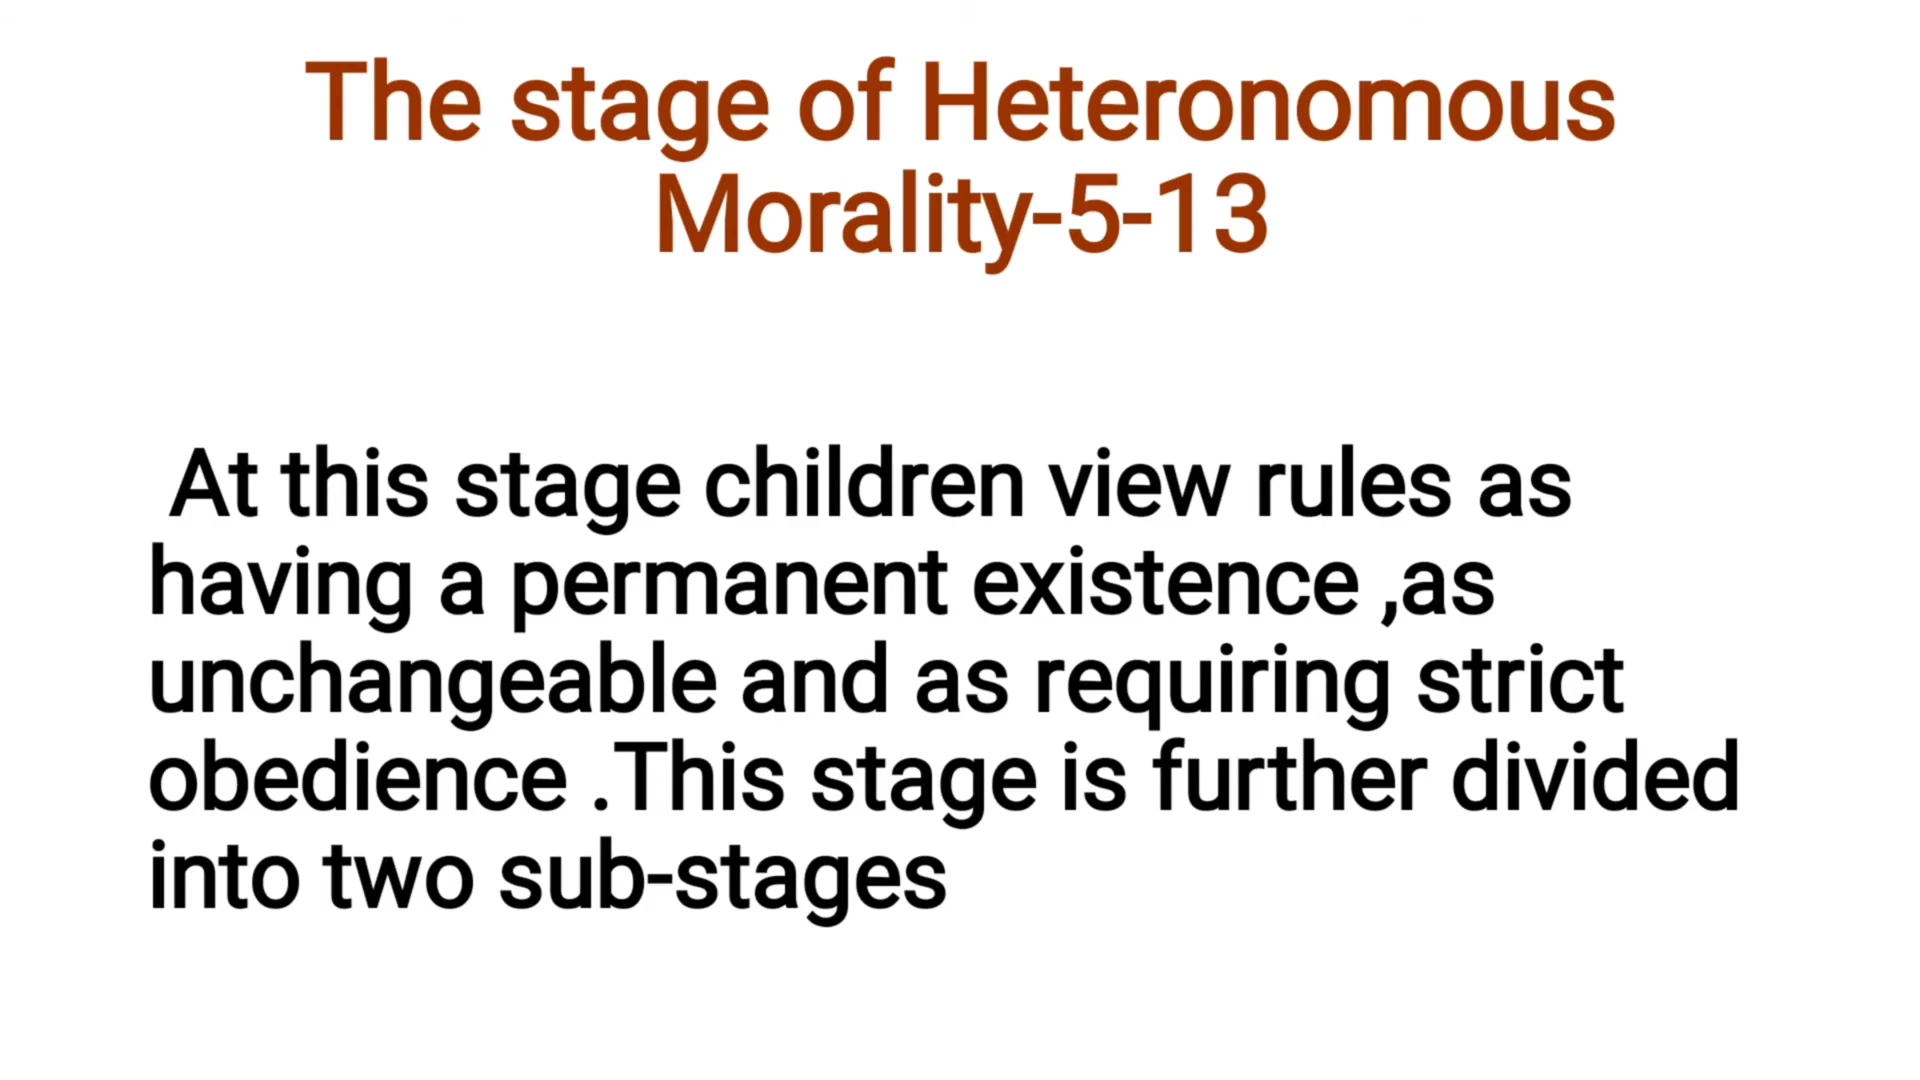 The stage of Heteronomous
Morality-5-13
At this stage children view rules as
having a permanent existence ,as
unchangeable and as requiring strict
obedience .This stage is further divided
into two sub-stages